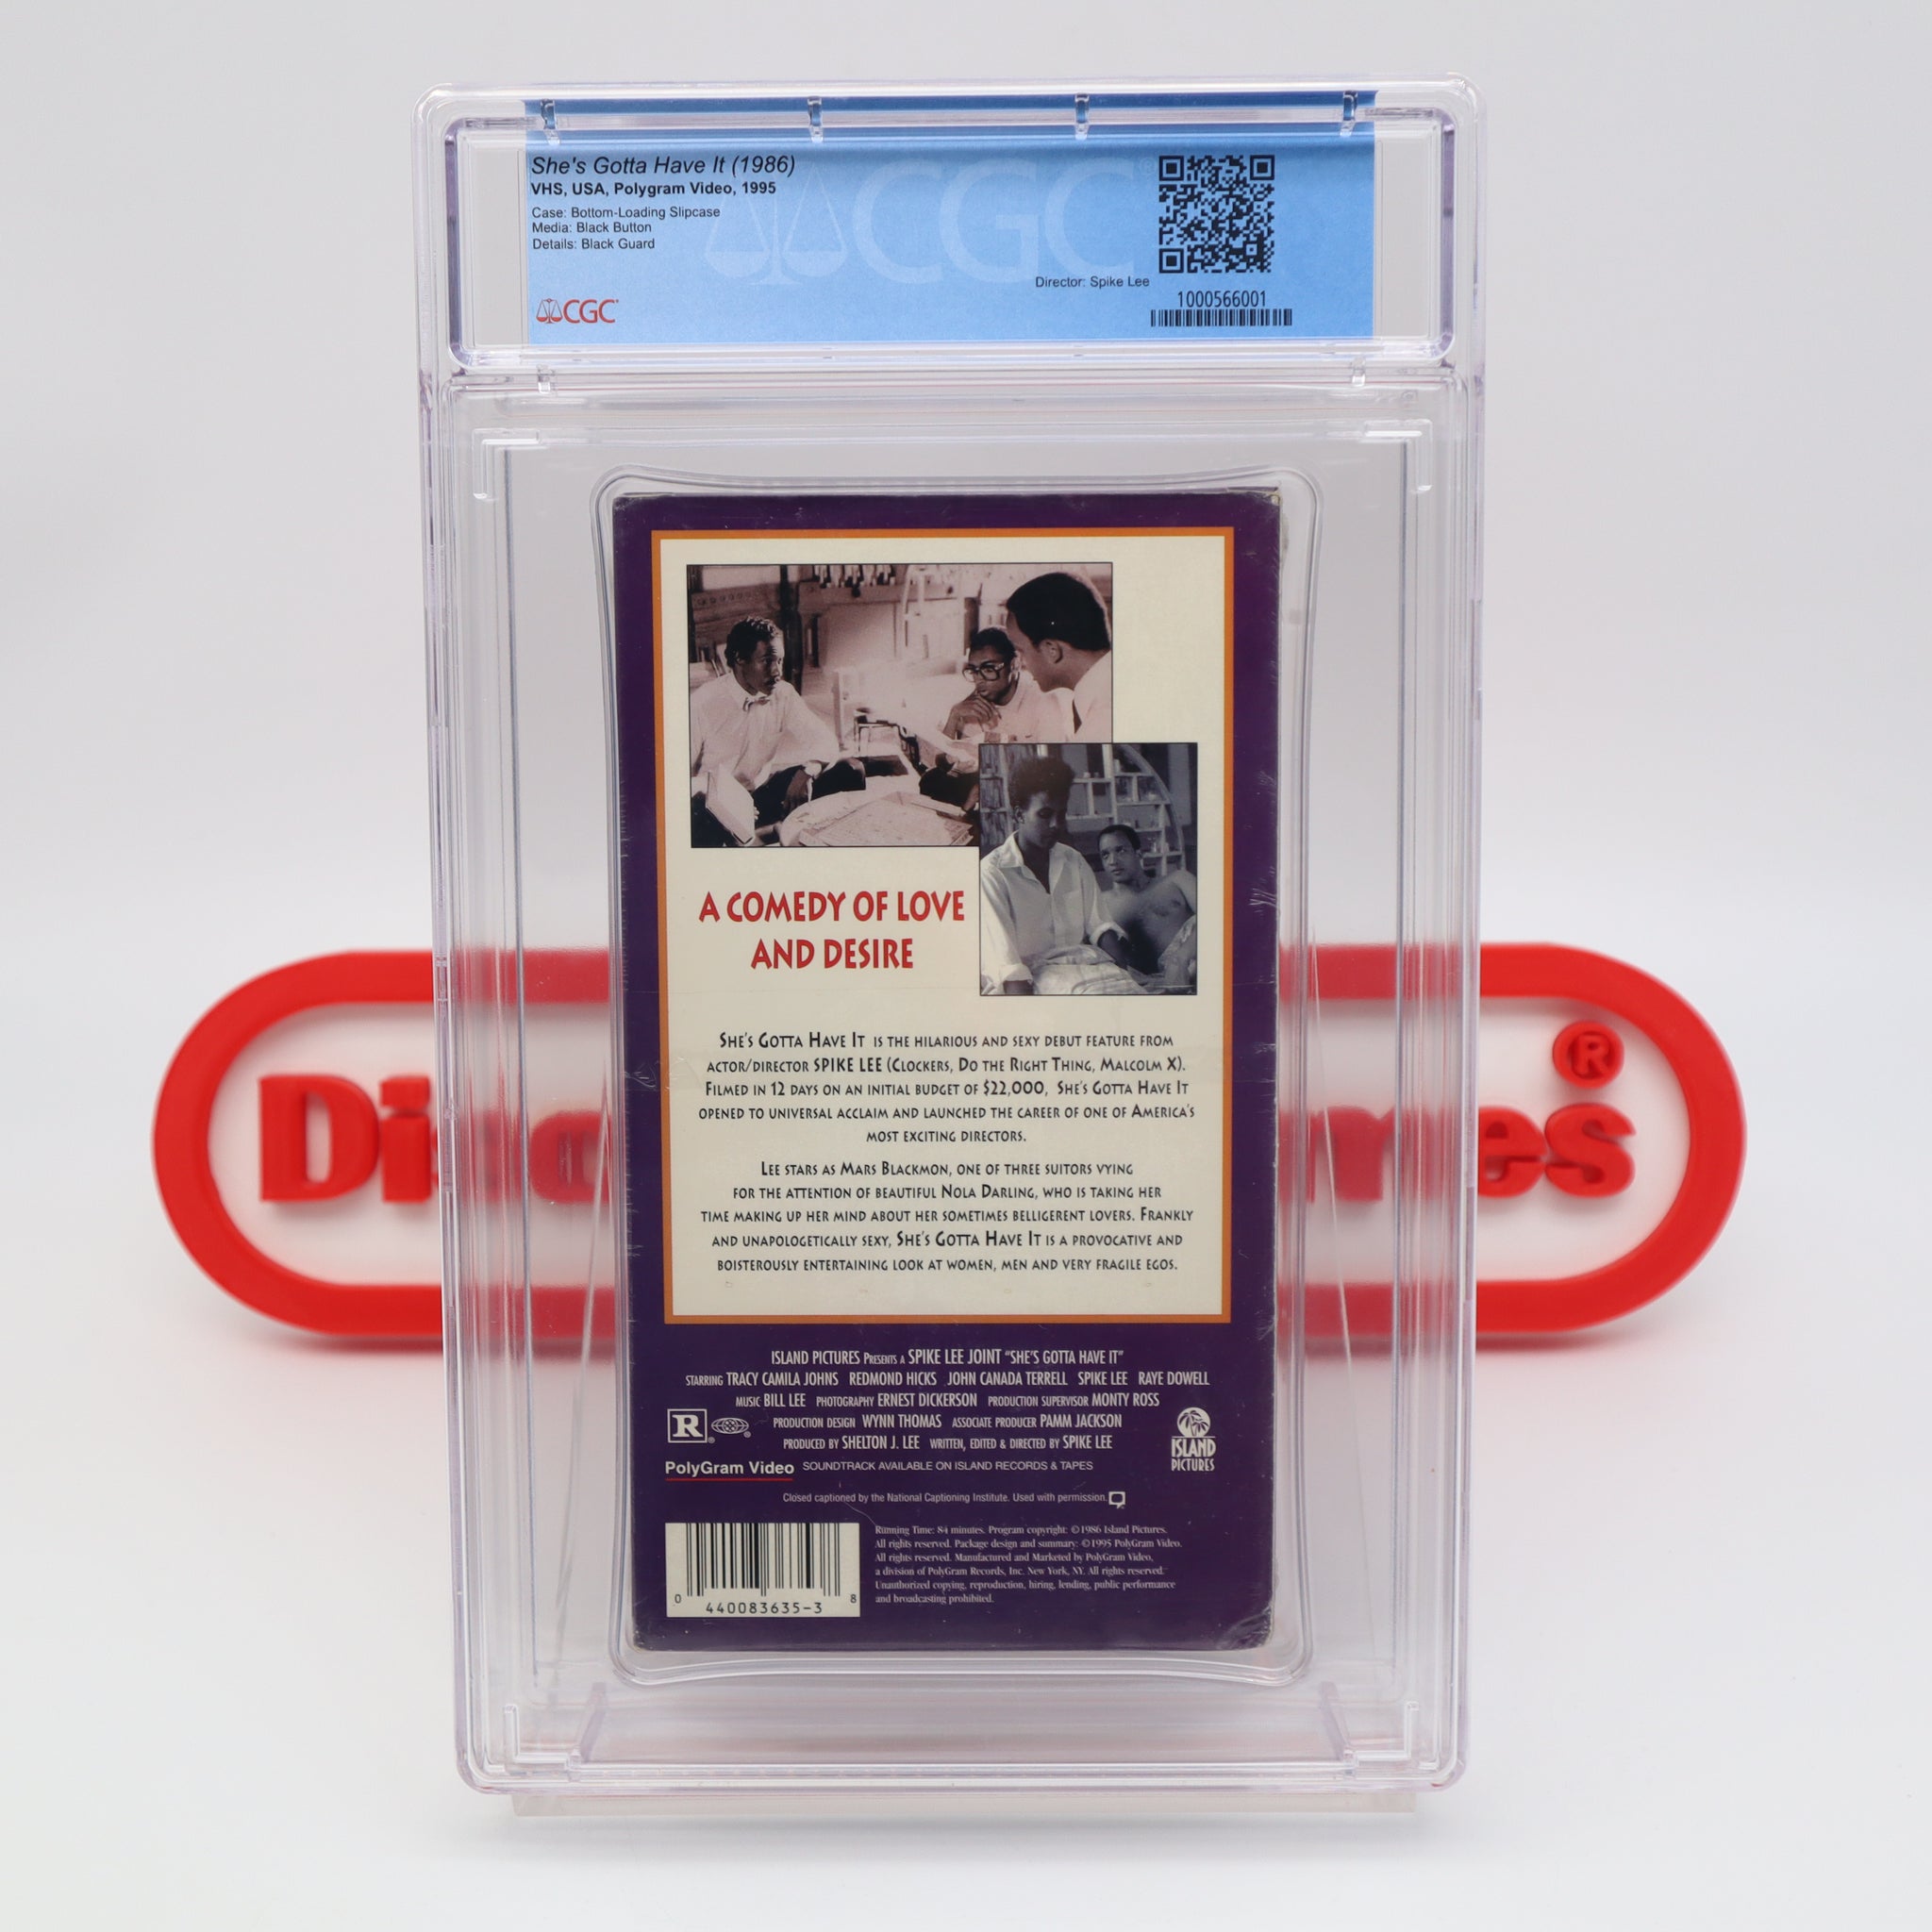 She's Gotta Have It (1986)
VHS, USA, Polygram Video, 1995
Case: Bottom-Loading Slipcase
Media: Black Button
Details: Black Guard
CGC
Director: Spike Lee
1000566001
CGC
A COMEDY OF LOVE
AND DESIRE
SHE'S GOTTA HAVE IT IS THE HILARIOUS AND SEXY DEBUT FEATURE FROM
ACTOR/DIRECTOR SPIKE LEE (CLOCKERS, DO THE RIGHT THING, MALCOLM X).
FILMED IN 12 DAYS ON AN INITIAL BUDGET OF $22,000, SHE'S GOTTA HAVE IT
OPENED TO UNIVERSAL ACCLAIM AND LAUNCHED THE CAREER OF ONE OF AMERICA'S
MOST EXCITING DIRECTORS.
LEE STARS AS MARS BLACKMON, ONE OF THREE SUITORS VYING
FOR THE ATTENTION OF BEAUTIFUL NOLA DARLING, WHO IS TAKING HER
TIME MAKING UP HER MIND ABOUT HER SOMETIMES BELLIGERENT LOVERS. FRANKLY
AND UNAPOLOGETICALLY SEXY, SHE'S GOTTA HAVE IT IS A PROVOCATIVE AND
BOISTEROUSLY ENTERTAINING LOOK AT WOMEN, MEN AND VERY FRAGILE EGOS.
ISLAND PICTURES PRESENTS A SPIKE LEE JOINT "SHE'S GOTTA HAVE IT"
STARRING TRACY CAMILA JOHNS REDMOND HICKS JOHN CANADA TERRELL SPIKE LEE RAYE DOWELL
MUSIC BILL LEE PHOTOGRAPHY ERNEST DICKERSON PRODUCTION SUPERVISOR MONTY ROSS
R PRODUCTION DESIGN WYNN THOMAS ASSOCIATE PRODUCER PAMM JACKSON
PRODUCED BY SHELTON J. LEE WRITTEN, EDITED & DIRECTED BY SPIKE LEE
ISLAND
PICTURES
PolyGram Video SOUNDTRACK AVAILABLE ON ISLAND RECORDS & TAPES
Closed captioned by the National Captioning Institute. Used with permission.
Running Time: 84 minutes. Program copyright: ©1986 Island Pictures.
All rights reserved. Package design and summary: ©1995 PolyGram Video.
All rights reserved. Manufactured and Marketed by PolyGram Video,
a division of PolyGram Records, Inc. New York, NY. All rights reserved.
Unauthorized copying, reproduction, hiring, lending, public performance
and broadcasting prohibited.
0 440083635-3 8